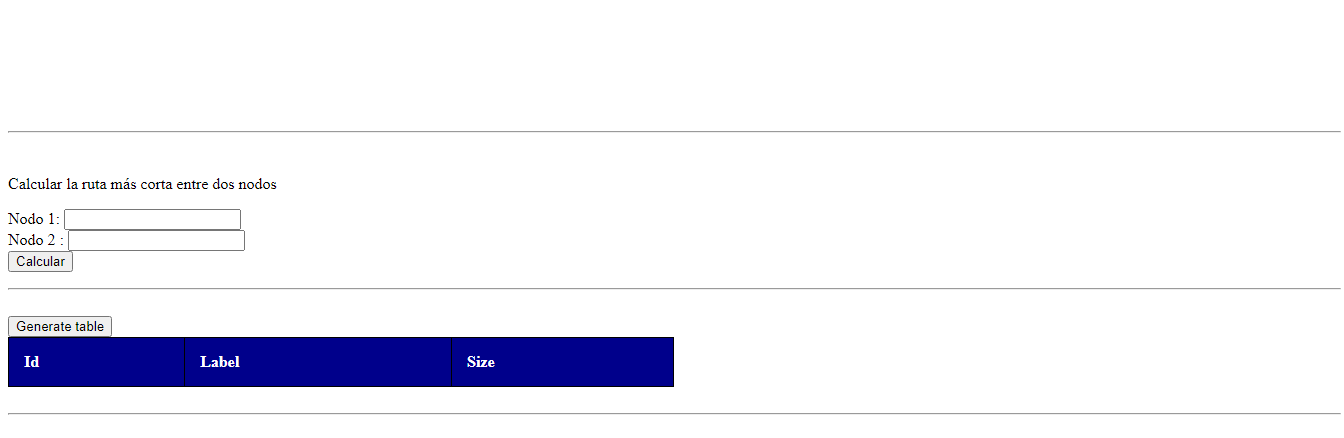 Calcular la ruta más corta entre dos nodos
Nodo 1:
Nodo 2 :
Calcular
Generate table
Id Label Size